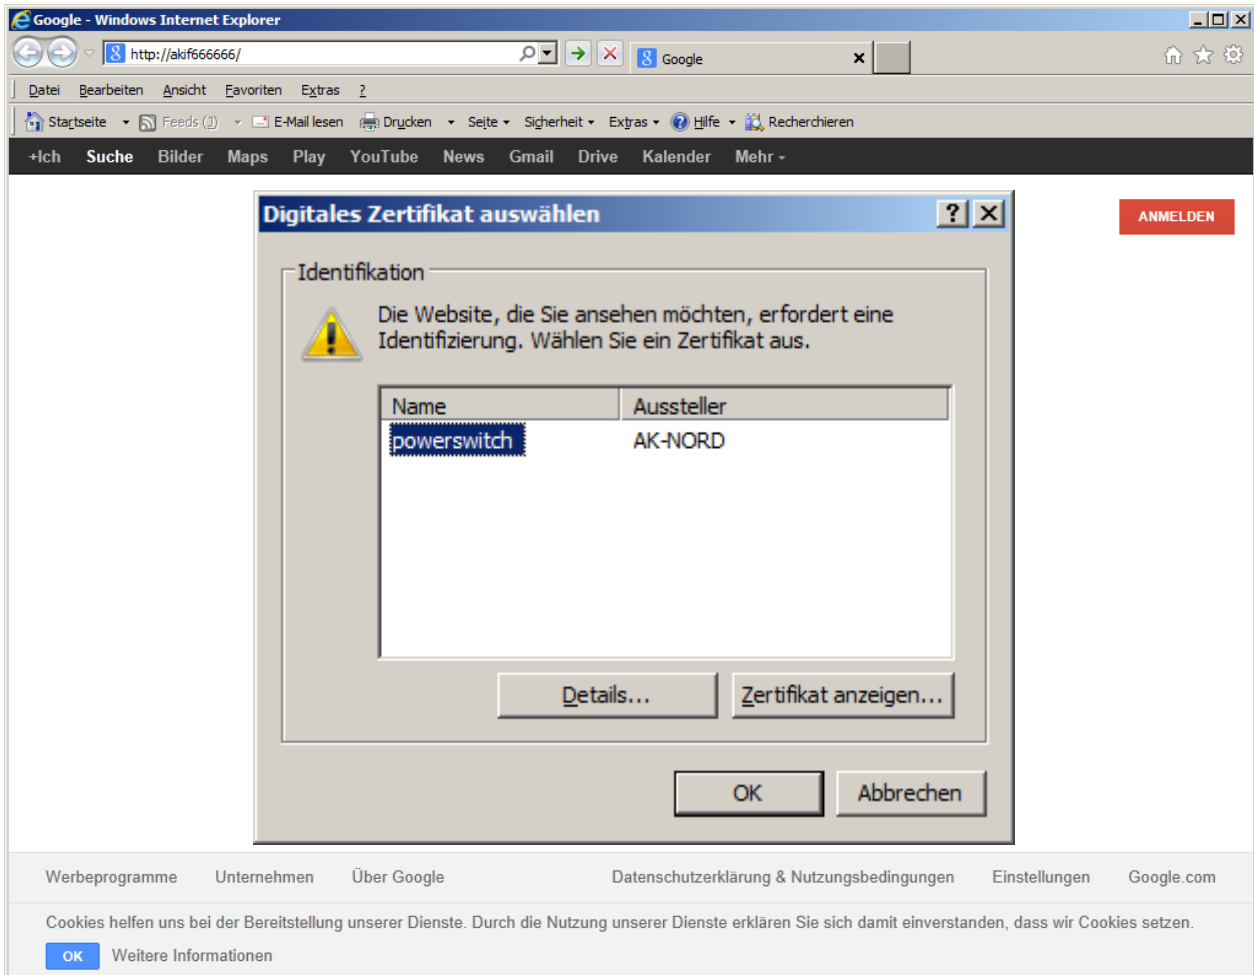 Google - Windows Internet Explorer
http://akif666666/
Google
Datei Bearbeiten Ansicht Favoriten Extras ?
Startseite Feeds (J) E-Mail lesen Drucken Seite Sicherheit Extras Hilfe Recherchieren
+Ich Suche Bilder Maps Play YouTube News Gmail Drive Kalender Mehr
ANMELDEN
Digitales Zertifikat auswählen
Identifikation
Die Website, die Sie ansehen möchten, erfordert eine
Identifizierung. Wählen Sie ein Zertifikat aus.
Name Aussteller
powerswitch AK-NORD
Details... Zertifikat anzeigen...
OK Abbrechen
Werbeprogramme Unternehmen Über Google Datenschutzerklärung & Nutzungsbedingungen Einstellungen Google.com
Cookies helfen uns bei der Bereitstellung unserer Dienste. Durch die Nutzung unserer Dienste erklären Sie sich damit einverstanden, dass wir Cookies setzen.
OK Weitere Informationen